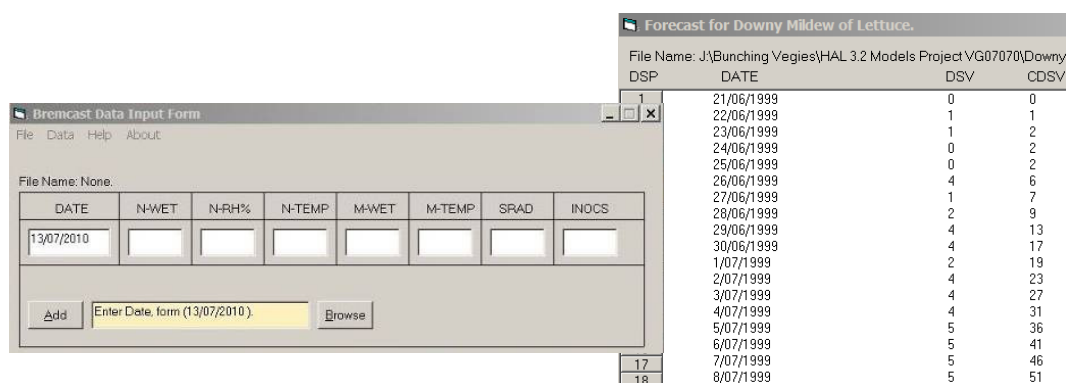 Bremcast Data Input Form
File Data Help About
File Name: None.
DATE N-WET N-RH% N-TEMP M-WET M-TEMP SRAD INOCS
13/07/2010
Add Enter Date, form (13/07/2010 ). Browse
Forecast for Downy Mildew of Lettuce.
File Name: J:\Bunching Vegies\HAL 3.2 Models Project VG07070\Downy
DSP DATE DSV CDSV
1 21/06/1999 0 0
22/06/1999 1 1
23/06/1999 1 2
24/06/1999 0 2
25/06/1999 0 2
26/06/1999 4 6
27/06/1999 1 7
28/06/1999 2 9
29/06/1999 4 13
30/06/1999 4 17
1/07/1999 2 19
2/07/1999 4 23
3/07/1999 4 27
4/07/1999 4 31
5/07/1999 5 36
6/07/1999 5 41
17 7/07/1999 5 46
18 8/07/1999 5 51